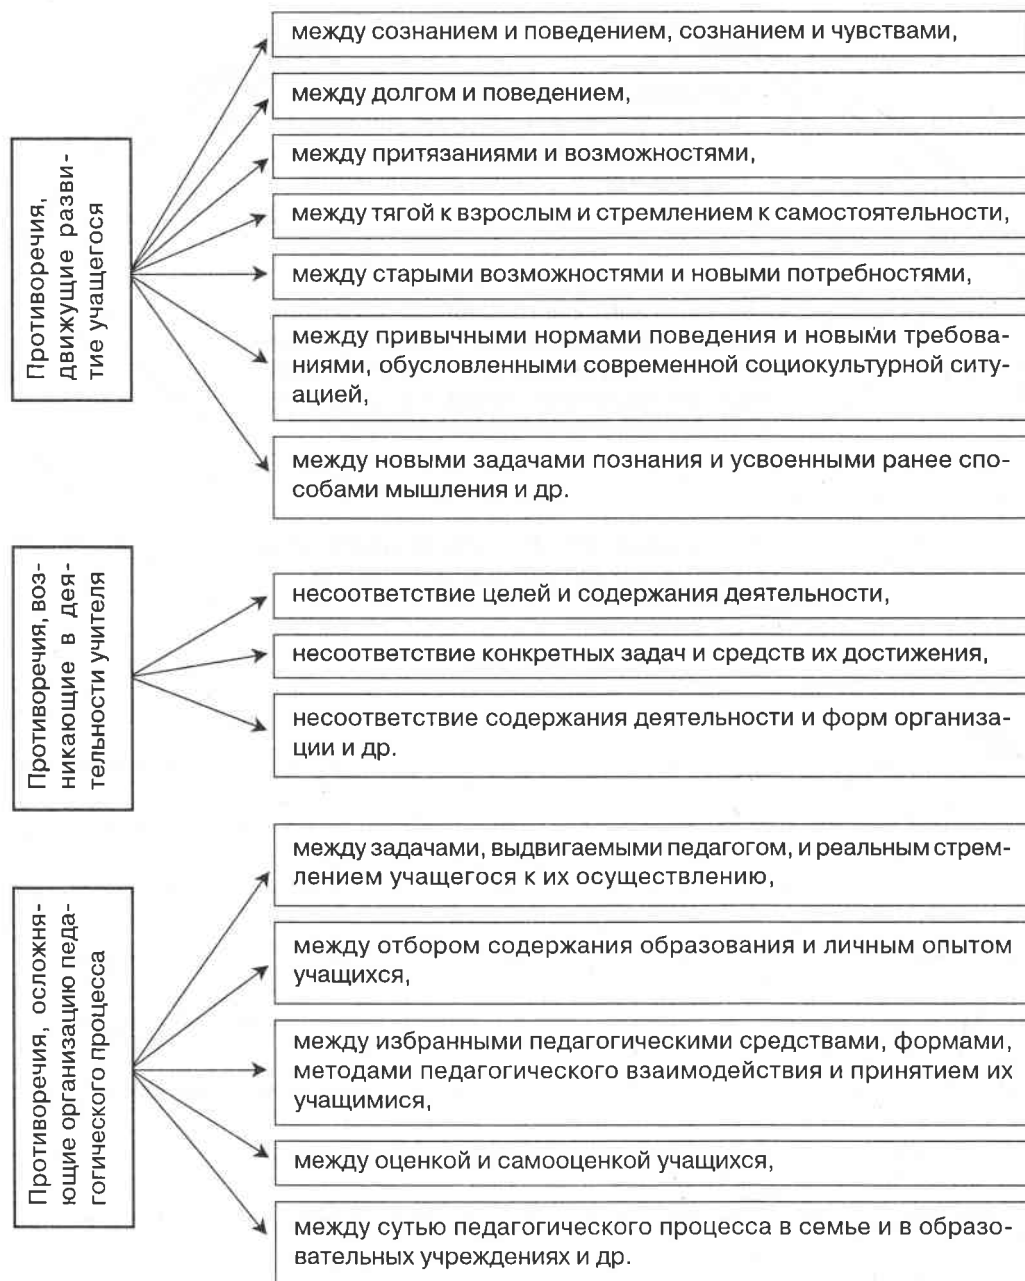 Противоречия,
движущие разви-
тие учащегося
между сознанием и поведением, сознанием и чувствами,
между долгом и поведением,
между притязаниями и возможностями,
между тягой к взрослым и стремлением к самостоятельности,
между старыми возможностями и новыми потребностями,
между привычными нормами поведения и новыми требова-
ниями, обусловленными современной социокультурной ситу-
ацией,
между новыми задачами познания и усвоенными ранее спо-
собами мышления и др.
Противоречия, воз-
никающие в дея-
тельности учителя
несоответствие целей и содержания деятельности,
несоответствие конкретных задач и средств их достижения,
несоответствие содержания деятельности и форм организа-
ции и др.
Противоречия, осложня-
ющие организацию педа-
гогического процесса
между задачами, выдвигаемыми педагогом, и реальным стрем-
лением учащегося к их осуществлению,
между отбором содержания образования и личным опытом
учащихся,
между избранными педагогическими средствами, формами,
методами педагогического взаимодействия и принятием их
учащимися,
между оценкой и самооценкой учащихся,
между сутью педагогического процесса в семье и в образо-
вательных учреждениях и др.